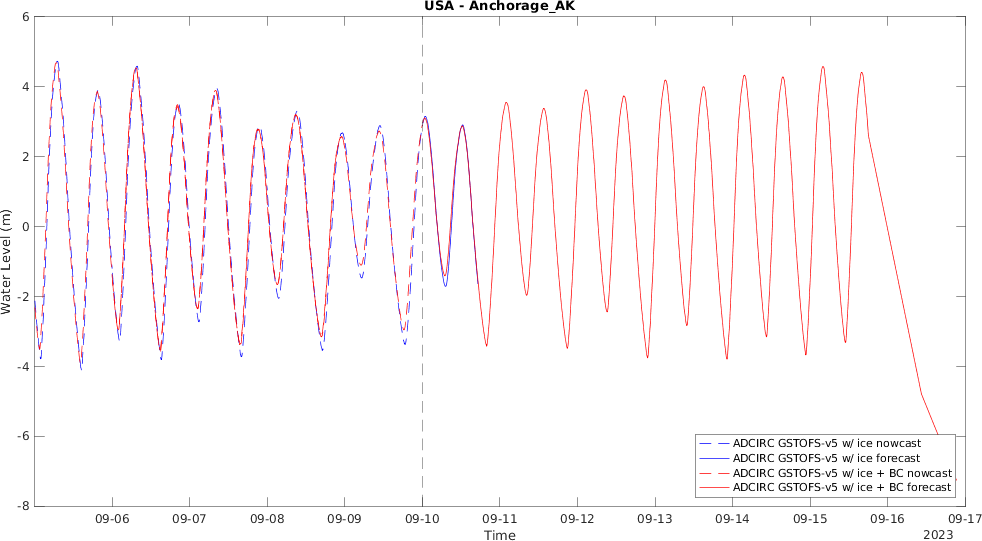 USA - Anchorage_AK
6
4
2
0
-2
-4
-6
-8
Water Level (m)
ADCIRC GSTOFS-v5 w/ ice nowcast
ADCIRC GSTOFS-v5 w/ ice forecast
ADCIRC GSTOFS-v5 w/ ice + BC nowcast
ADCIRC GSTOFS-v5 w/ ice + BC forecast
09-06 09-07 09-08 09-09 09-10 09-11 09-12 09-13 09-14 09-15 09-16 09-17
Time
2023